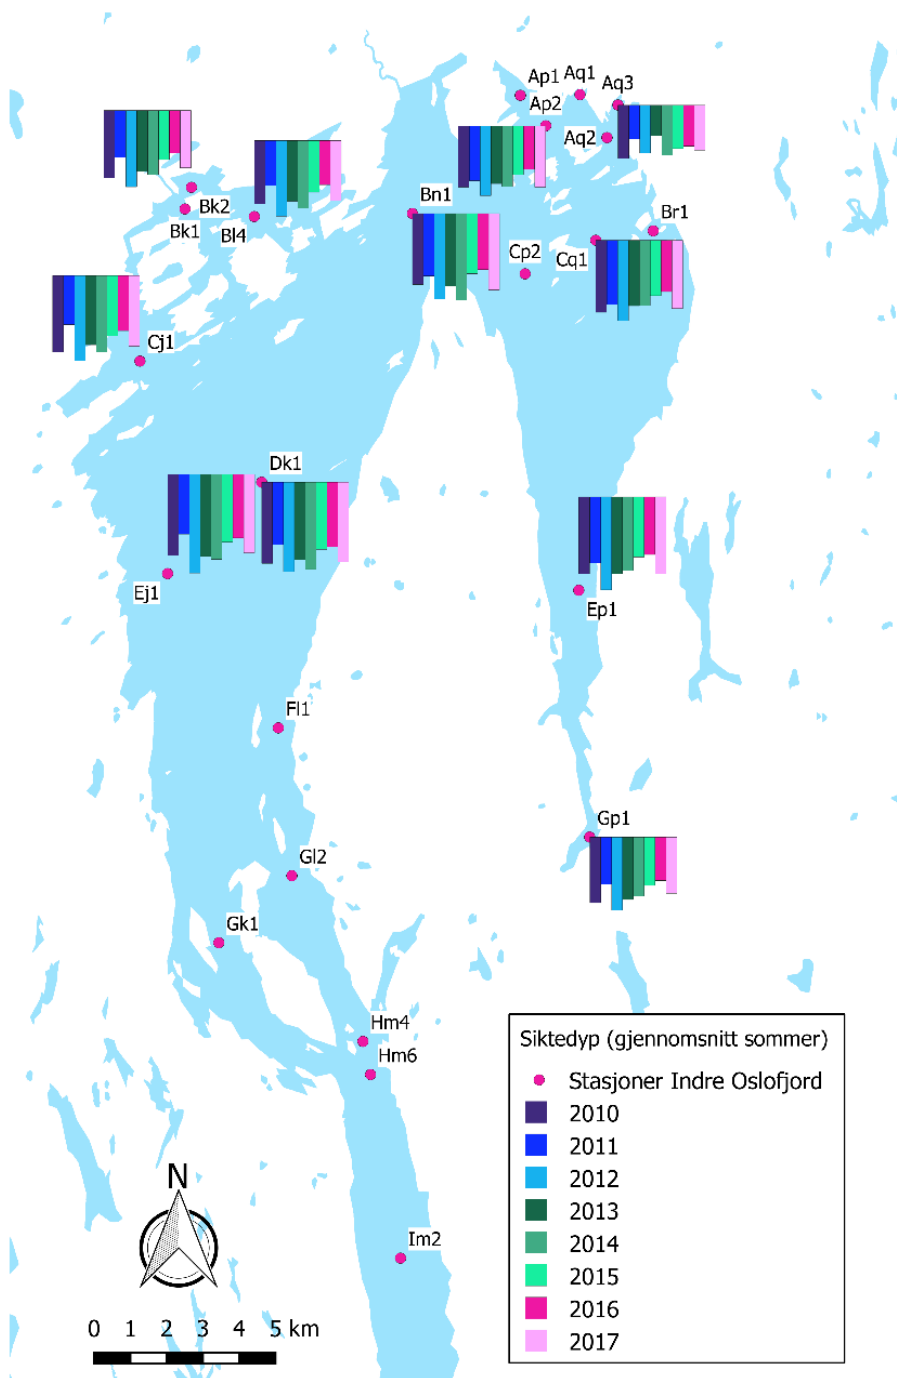 Ap1
Aq1
Aq3
Ap2
Aq2
Bk2
Bk1
Bl4
Bn1
Br1
Cp2
Cq1
Cj1
Dk1
Ej1
Ep1
Fl1
Gp1
Gl2
Gk1
Hm4
Hm6
Im2
Siktedyp (gjennomsnitt sommer)
Stasjoner Indre Oslofjord
2010
2011
2012
2013
2014
2015
2016
2017
N
0 1 2 3 4 5 km